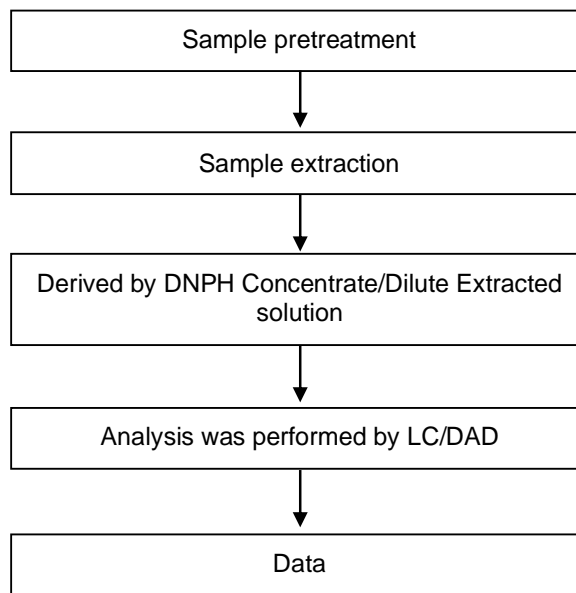 Sample pretreatment
Sample extraction
Derived by DNPH Concentrate/Dilute Extracted
solution
Analysis was performed by LC/DAD
Data